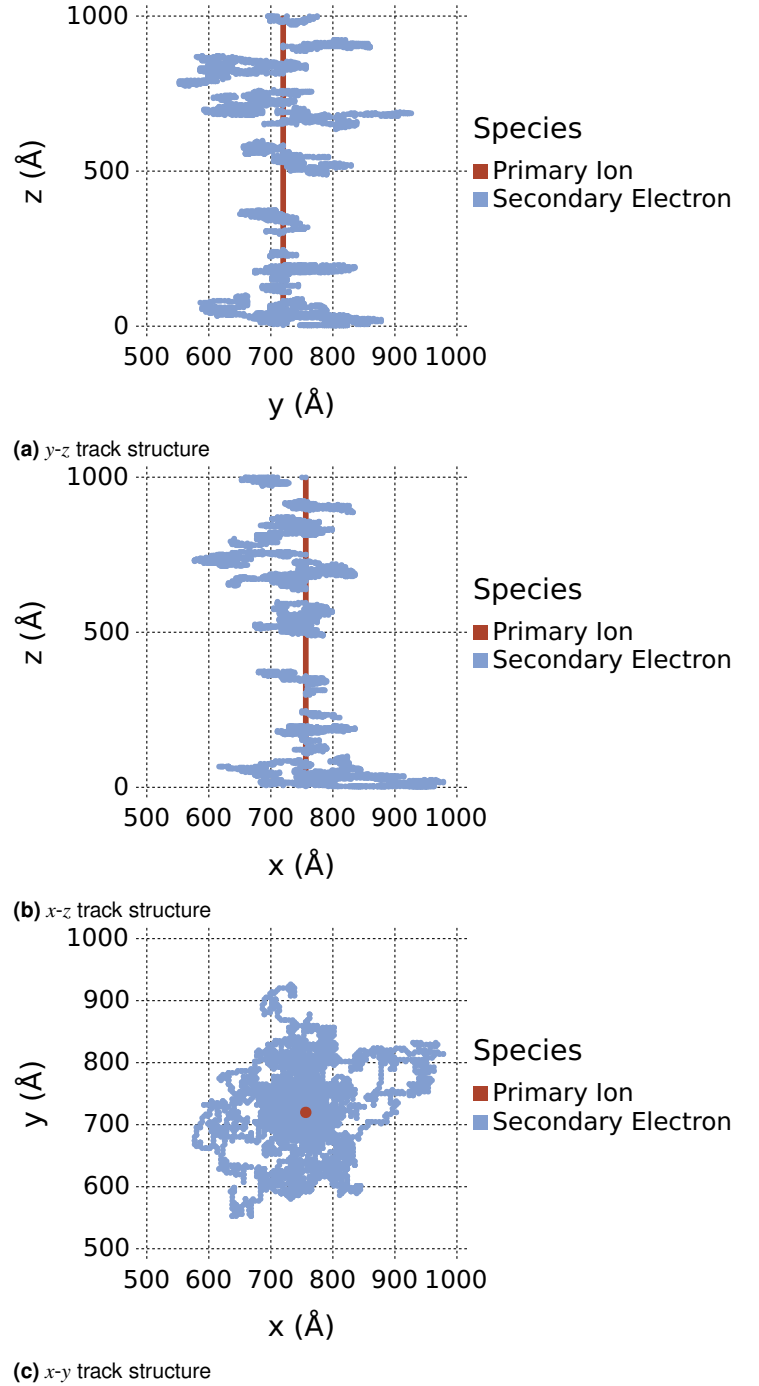 1000
500
0
z (Å)
500 600 700 800 900 1000
y (Å)
Species
Primary Ion
Secondary Electron
(a) y-z track structure
1000
500
0
z (Å)
500 600 700 800 900 1000
x (Å)
Species
Primary Ion
Secondary Electron
(b) x-z track structure
1000
900
800
700
600
500
y (Å)
500 600 700 800 900 1000
x (Å)
Species
Primary Ion
Secondary Electron
(c) x-y track structure